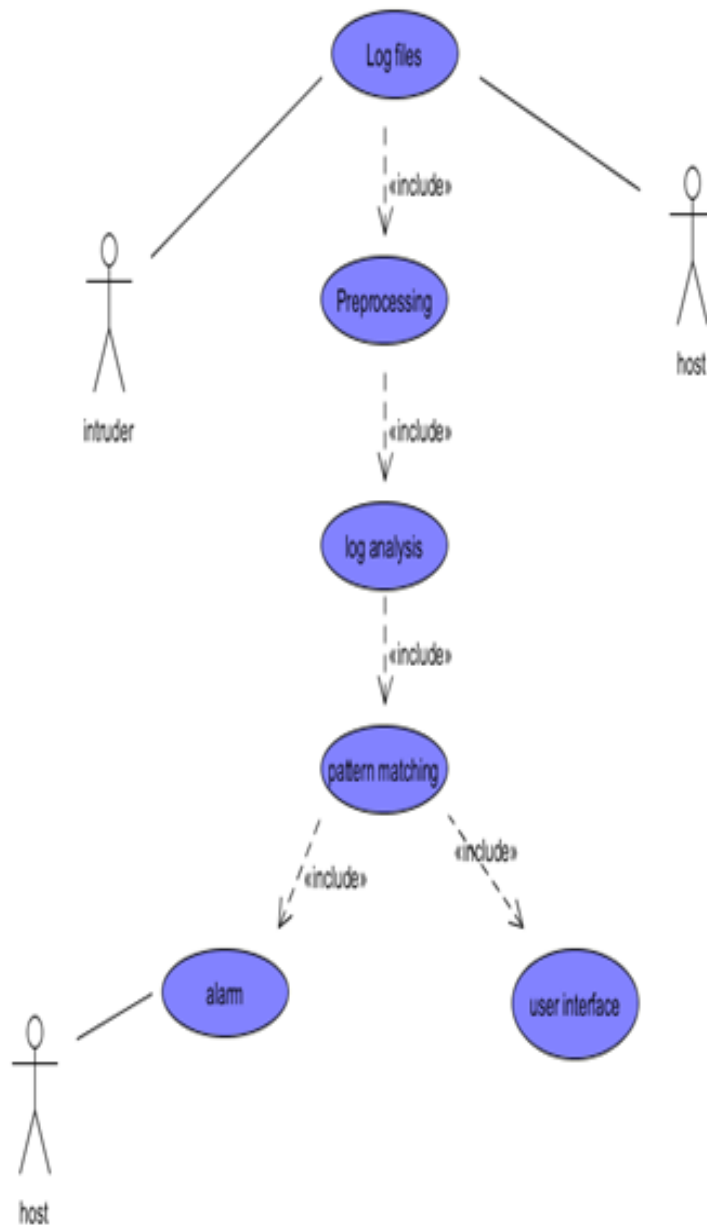 Log files
«include»
Preprocessing
host
intruder
«include»
log analysis
«include»
pattern matching
«include»
«include»
alarm
user interface
host